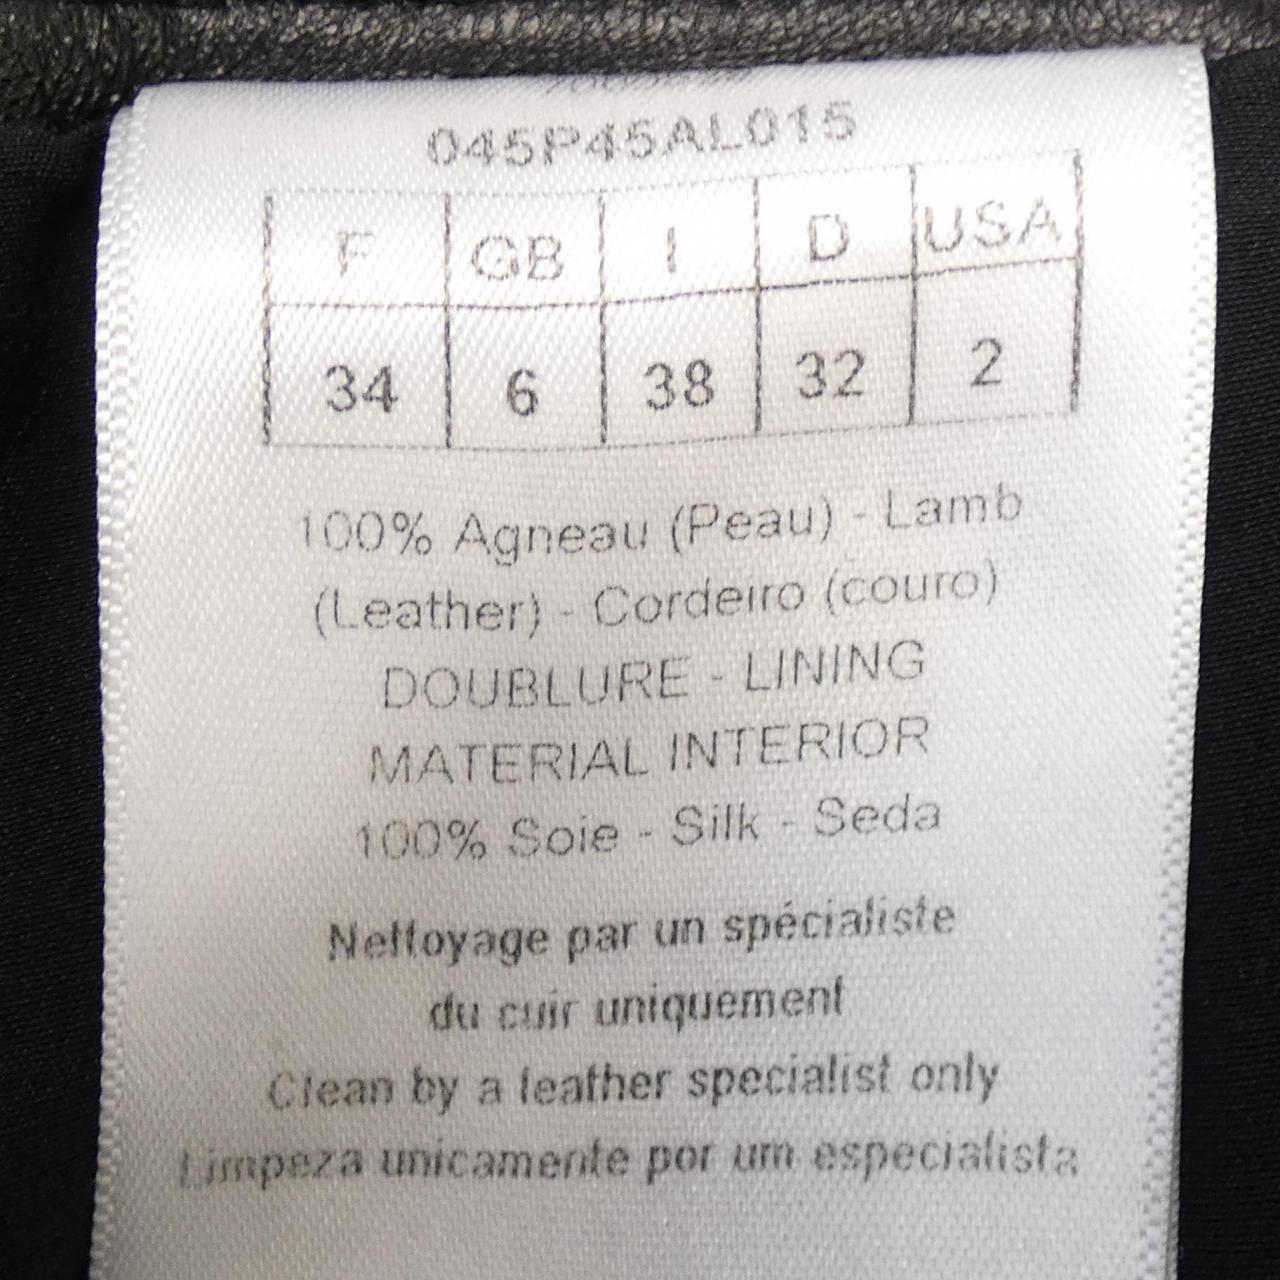 045P45AL015
F GB I D USA
34 6 38 32 2
100% Agneau (Peau) - Lamb
(Leather) - Cordeiro (couro)
DOUBLURE - LINING
MATERIAL INTERIOR
100% Soie - Silk - Seda
Nettoyage par un spécialiste
du cuir uniquement
Clean by a leather specialist only
Limpeza unicamente por um especialista